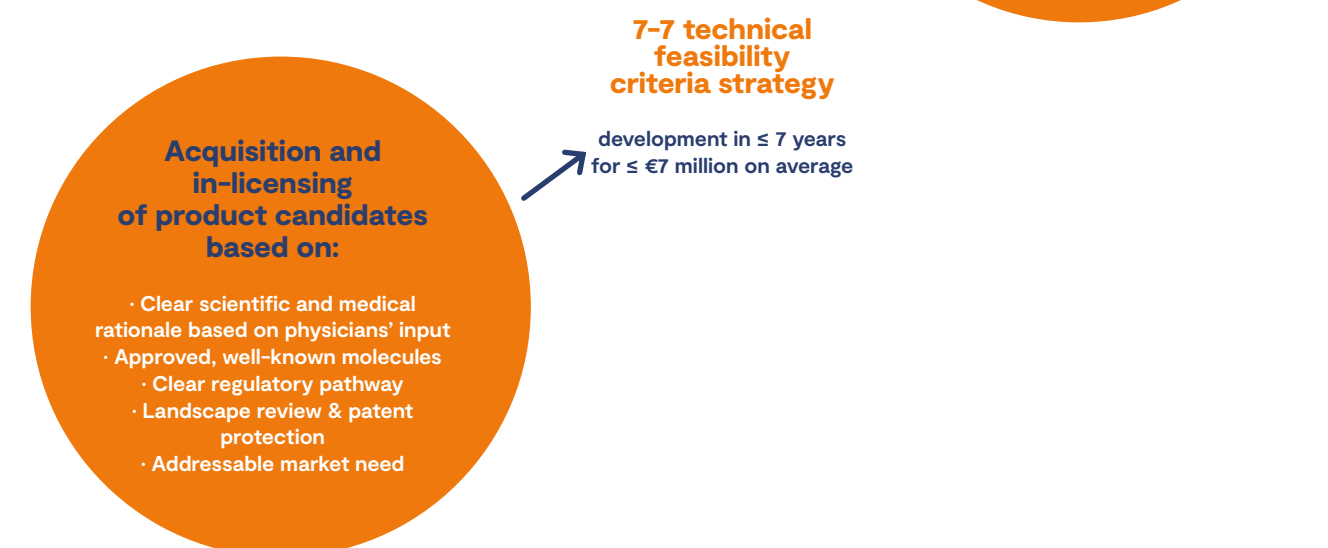 7-7 technical
feasibility
criteria strategy
development in ≤ 7 years
for ≤ €7 million on average
Acquisition and
in-licensing
of product candidates
based on:
· Clear scientific and medical
rationale based on physicians’ input
· Approved, well-known molecules
· Clear regulatory pathway
· Landscape review & patent
protection
· Addressable market need